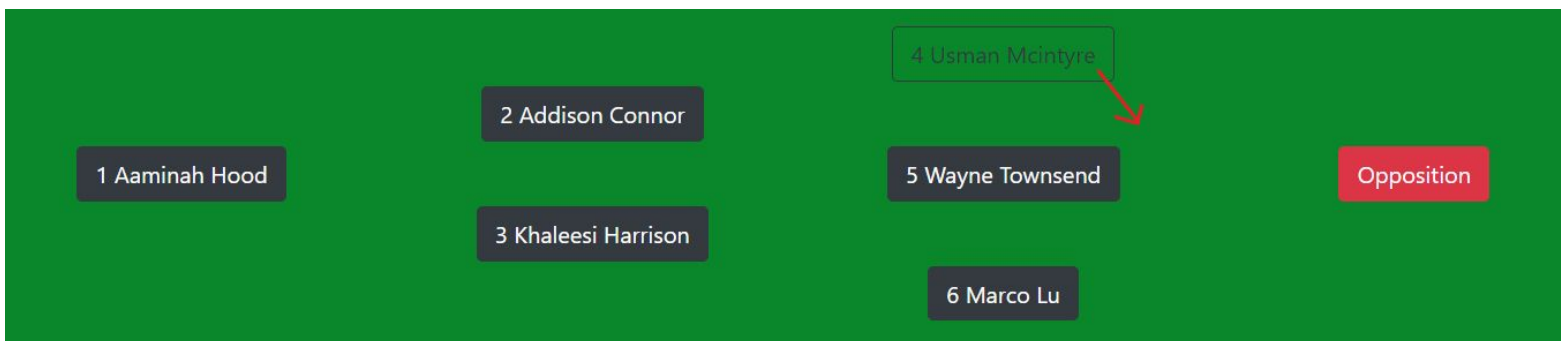 4 Usman Mcintyre
2 Addison Connor
1 Aaminah Hood
5 Wayne Townsend
Opposition
3 Khaleesi Harrison
6 Marco Lu